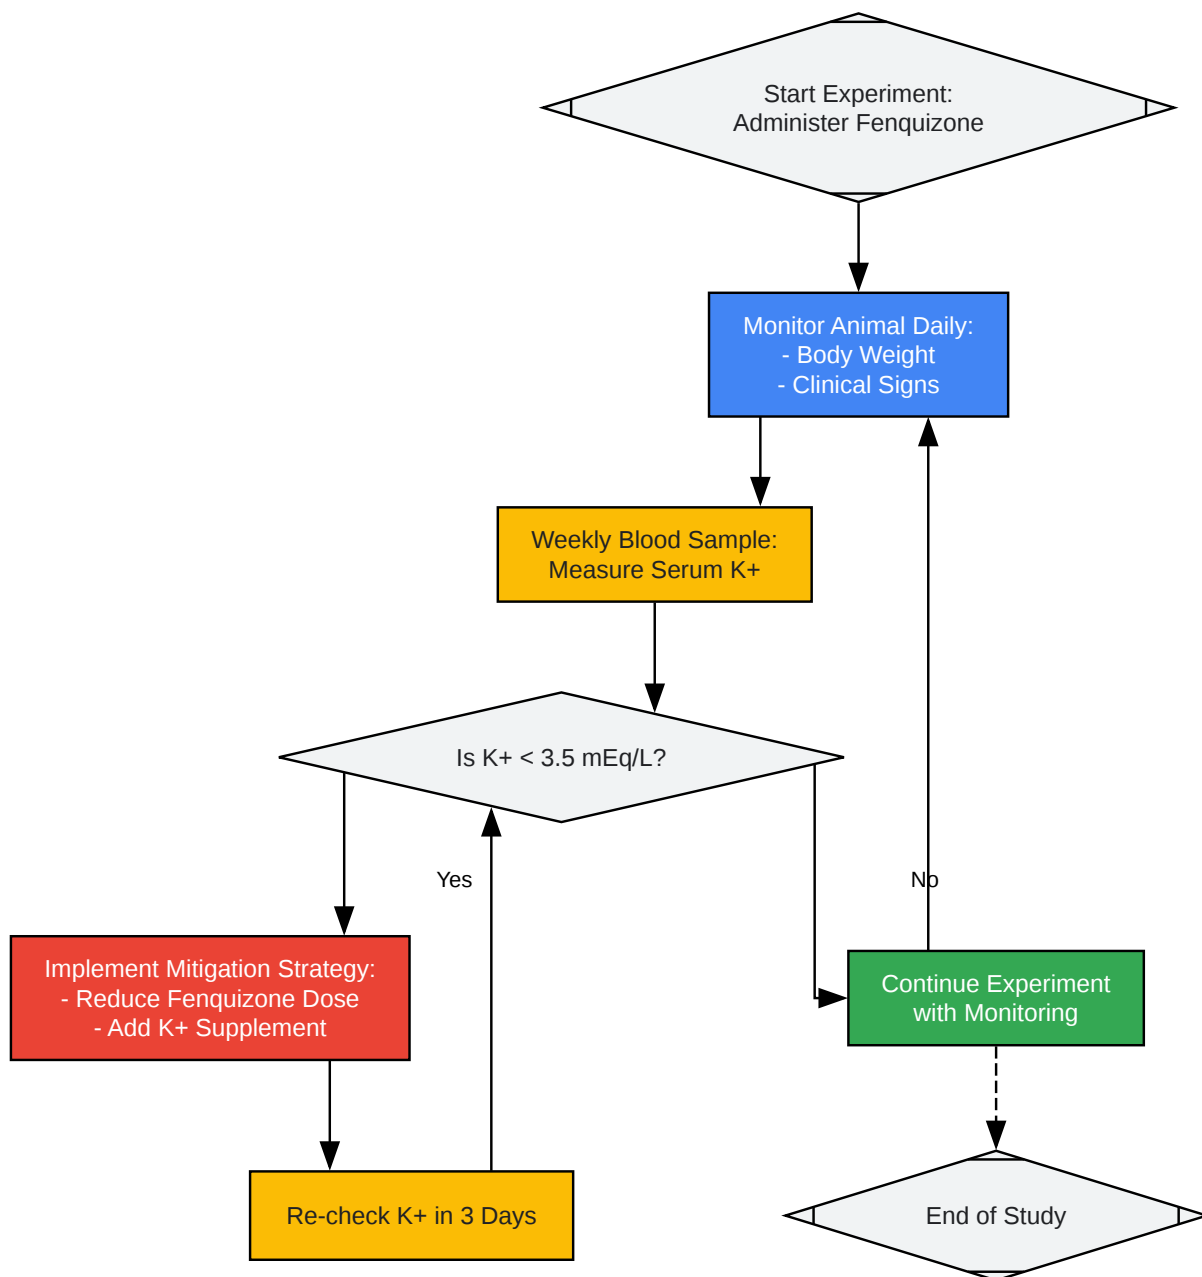 Start Experiment:
Administer Fenquizone
Monitor Animal Daily:
- Body Weight
- Clinical Signs
Weekly Blood Sample:
Measure Serum K+
Is K+ < 3.5 mEq/L?
Yes
No
Implement Mitigation Strategy:
- Reduce Fenquizone Dose
- Add K+ Supplement
Continue Experiment
with Monitoring
Re-check K+ in 3 Days
End of Study